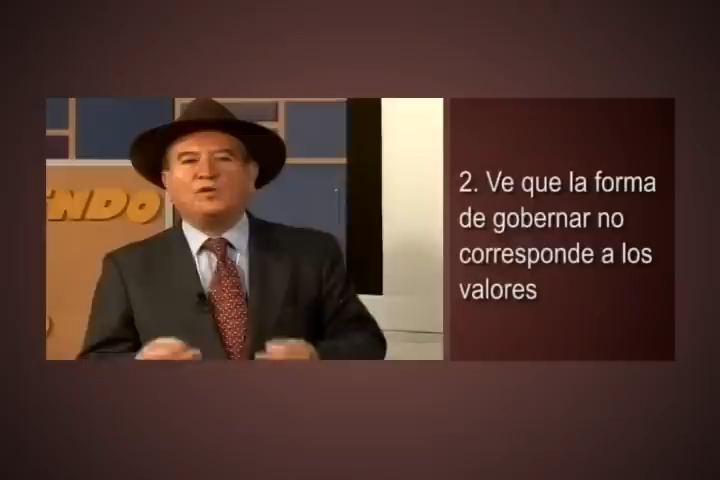 NDO
2. Ve que la forma
de gobernar no
corresponde a los
valores